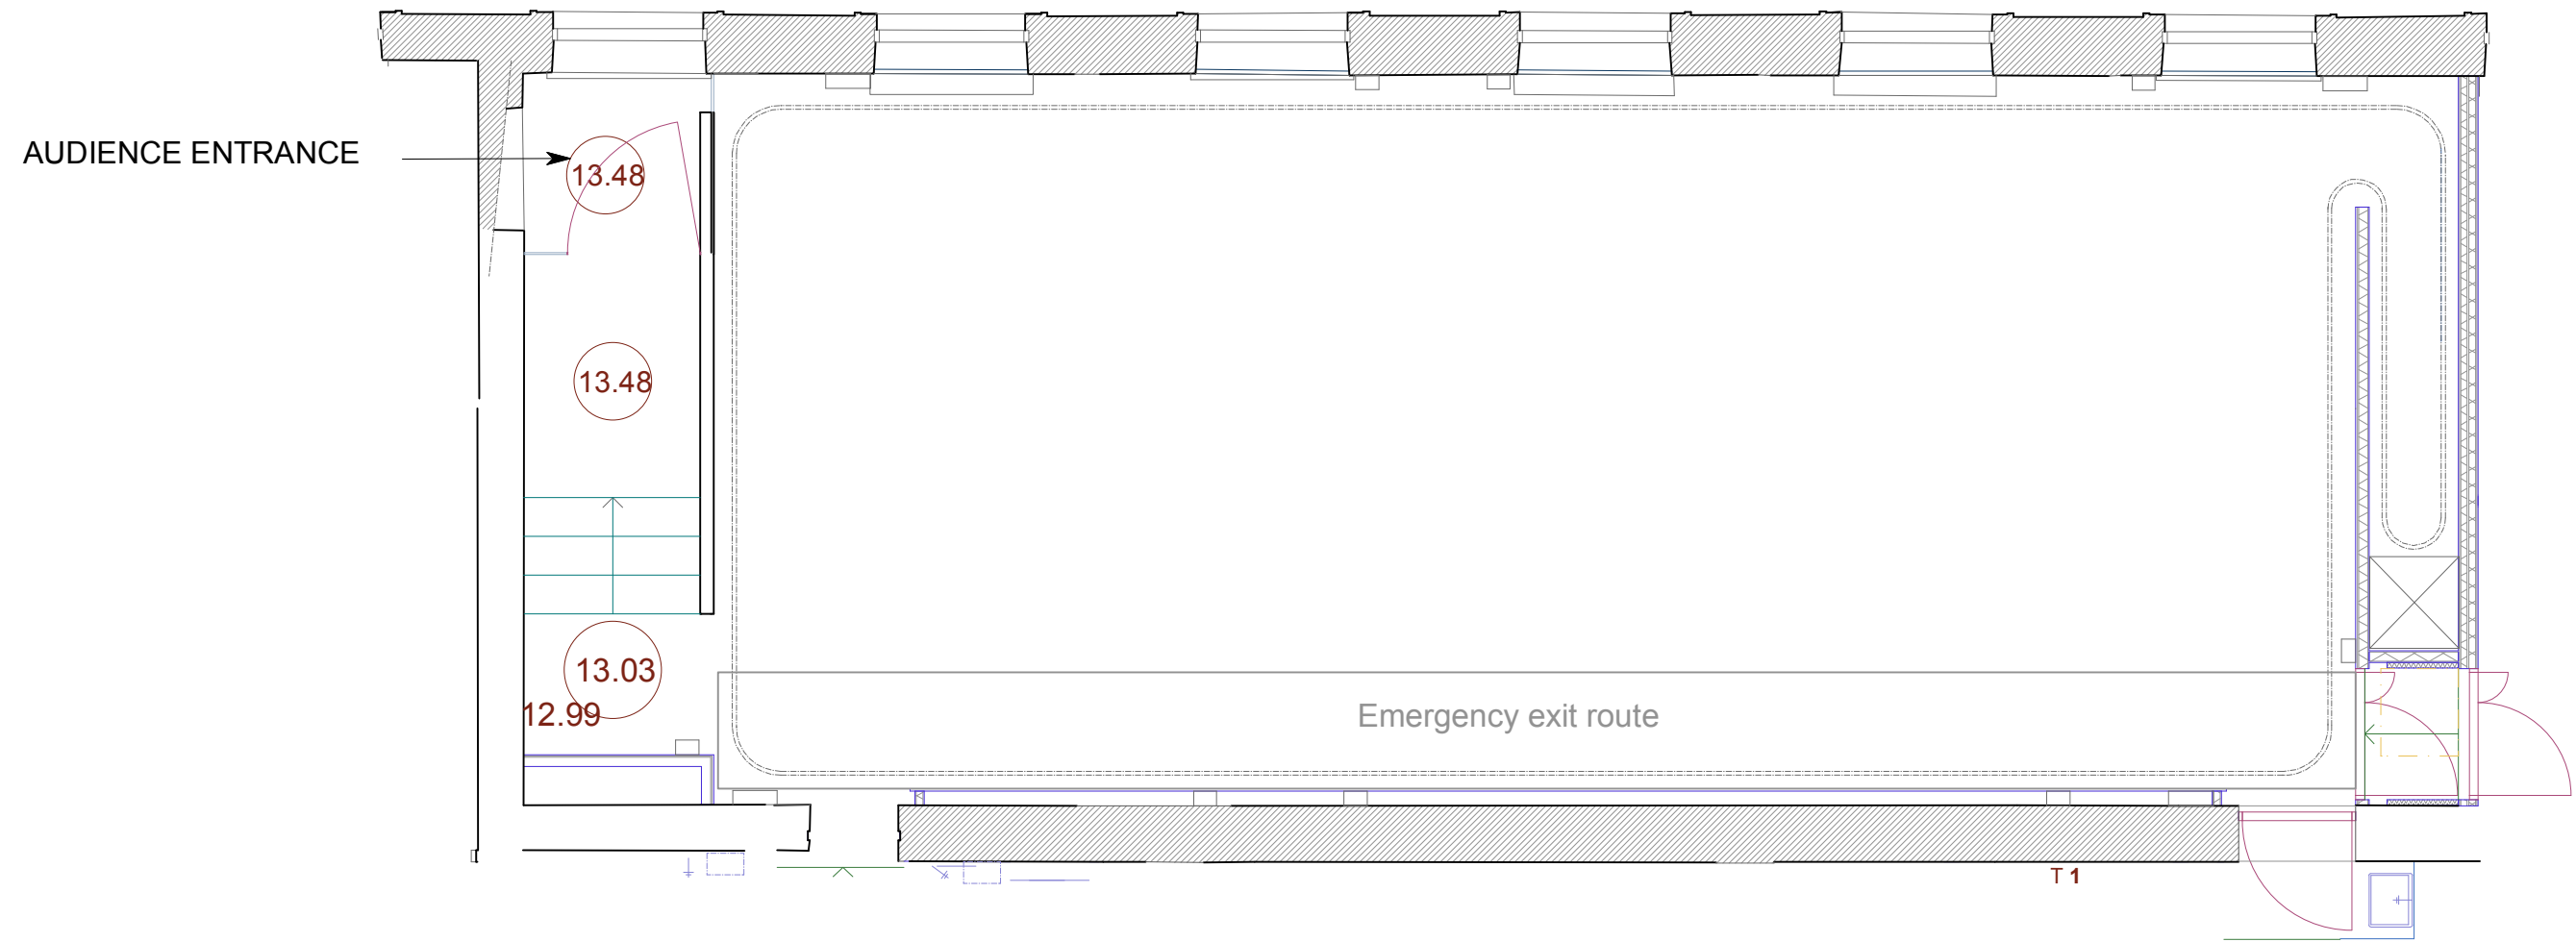 AUDIENCE ENTRANCE
13.48
13.48
13.03
12.99
Emergency exit route
T 1